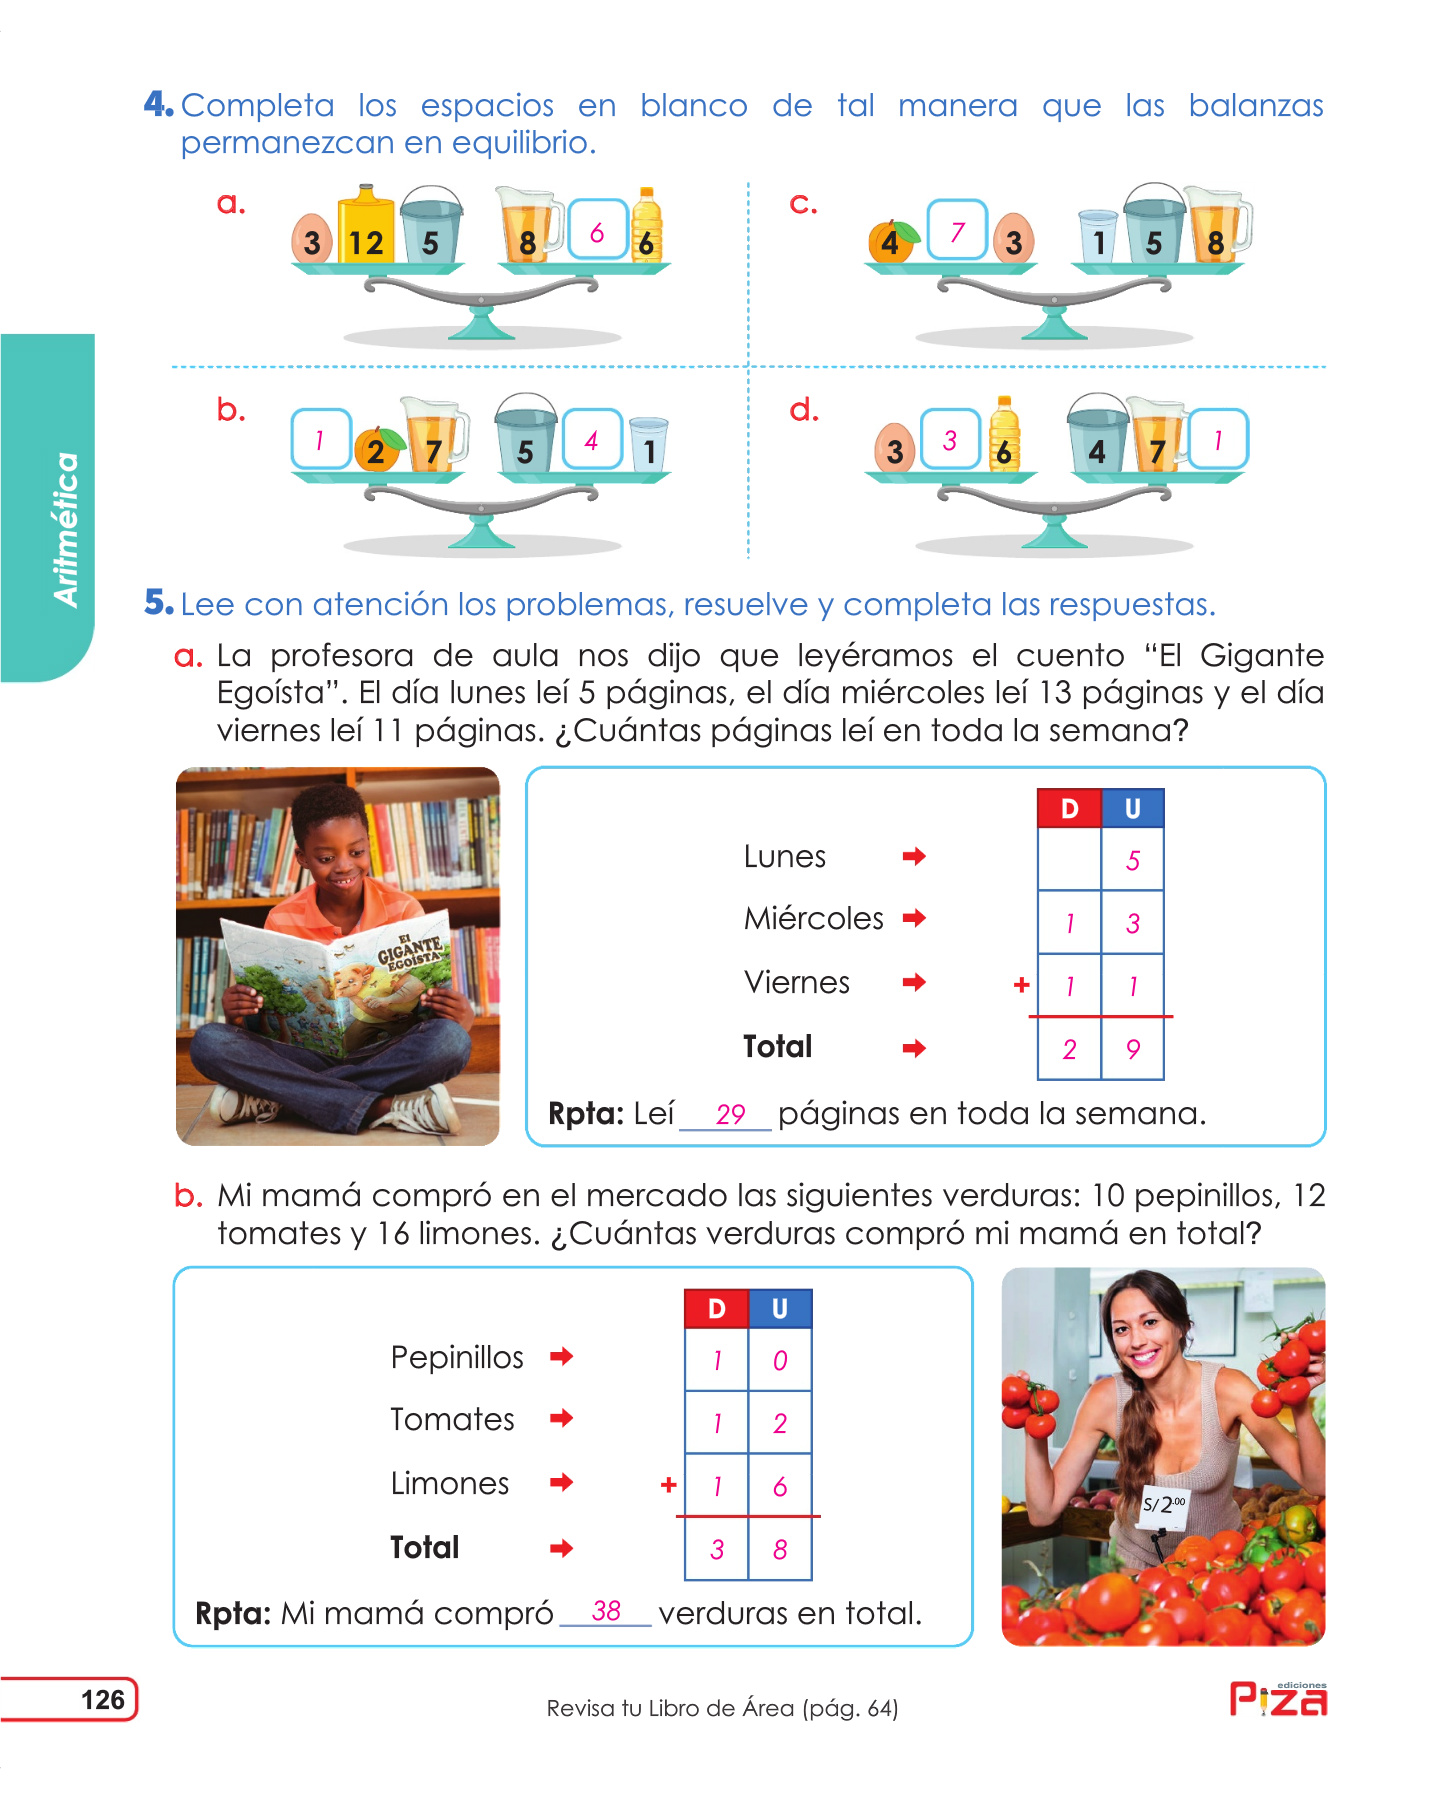 4. Completa los espacios en blanco de tal manera que las balanzas
permanezcan en equilibrio.
a.
3 12 5 8 6 6
c.
4 7 3 1 5 8
b.
1 2 7 5 4 1
d.
3 3 6 4 7 1
Aritmética
5. Lee con atención los problemas, resuelve y completa las respuestas.
a. La profesora de aula nos dijo que leyéramos el cuento “El Gigante
Egoísta”. El día lunes leí 5 páginas, el día miércoles leí 13 páginas y el día
viernes leí 11 páginas. ¿Cuántas páginas leí en toda la semana?
El
GIGANTE
EGOÍSTA
D U
Lunes 5
Miércoles 1 3
Viernes + 1 1
Total 2 9
Rpta: Leí 29 páginas en toda la semana.
b. Mi mamá compró en el mercado las siguientes verduras: 10 pepinillos, 12
tomates y 16 limones. ¿Cuántas verduras compró mi mamá en total?
D U
Pepinillos 1 0
Tomates 1 2
Limones + 1 6
Total 3 8
Rpta: Mi mamá compró 38 verduras en total.
S/2.00
126
Revisa tu Libro de Área (pág. 64)
ediciones
Piza